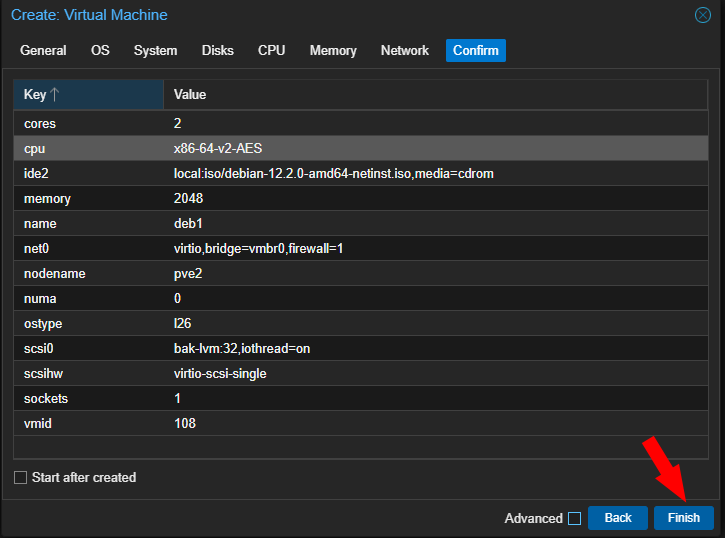 Create: Virtual Machine
General OS System Disks CPU Memory Network Confirm
Key Value
cores 2
cpu x86-64-v2-AES
ide2 local:iso/debian-12.2.0-amd64-netinst.iso,media=cdrom
memory 2048
name deb1
net0 virtio,bridge=vmbr0,firewall=1
nodename pve2
numa 0
ostype l26
scsi0 bak-lvm:32,iothread=on
scsihw virtio-scsi-single
sockets 1
vmid 108
Start after created
Advanced Back Finish